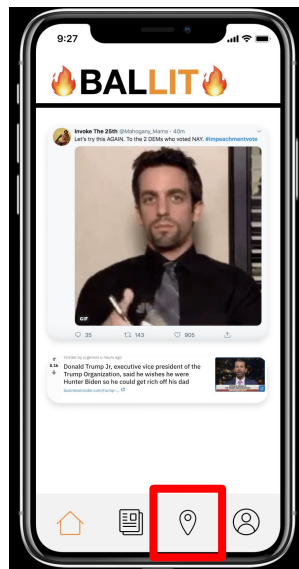 9:27
BALLIT
Invoke The 25th @Mahogany_Mama · 40m
Let's try this AGAIN. To the 2 DEMs who voted NAY. #impeachmentvote
GIF
35 143 905
8.1k
Donald Trump Jr, executive vice president of the
Trump Organization, said he wishes he were
Hunter Biden so he could get rich off his dad